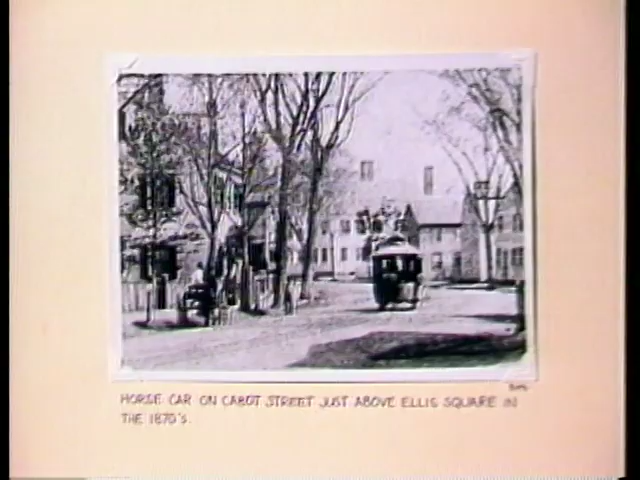 HORSE CAR ON CABOT STREET JUST ABOVE ELLIS SQUARE IN
THE 1870's.